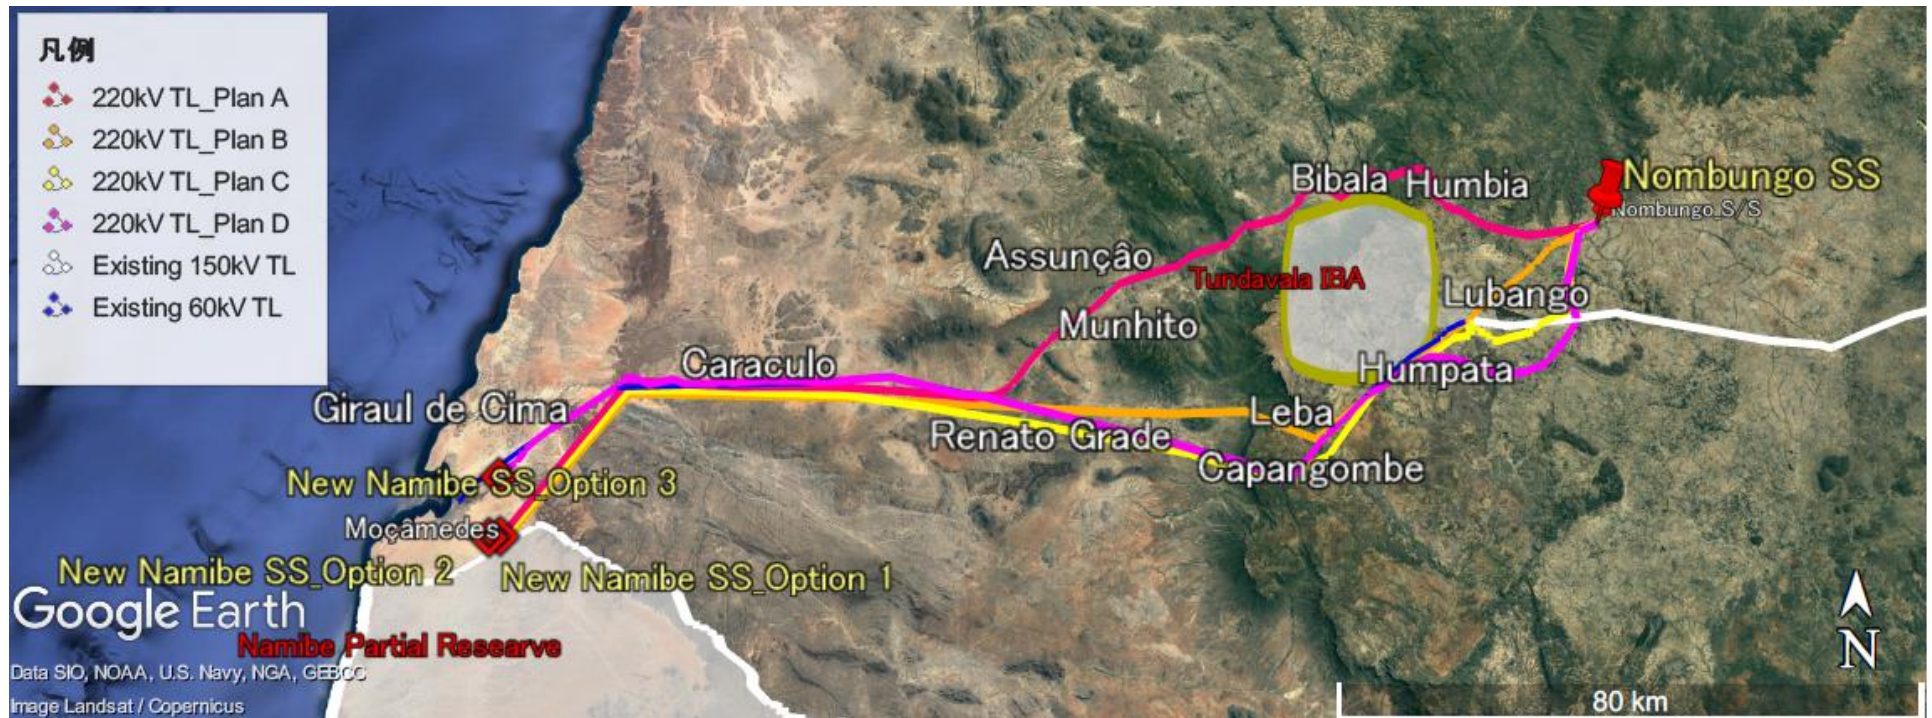 凡例
220kV TL_Plan A
220kV TL_Plan B
220kV TL_Plan C
220kV TL_Plan D
Existing 150kV TL
Existing 60kV TL
Bibala
Humbia
Nombungo SS
Nombungo_S/S
Assunçâo
Tundavala IBA
Lubango
Munhito
Caraculo
Humpata
Giraul de Cima
Leba
Renato Grade
Capangombe
New Namibe SS_Option 3
Moçâmedes
New Namibe SS_Option 2
New Namibe SS_Option 1
Google Earth
Namibe Partial Researve
Data SIO, NOAA, U.S. Navy, NGA, GEBCO
Image Landsat / Copernicus
N
80 km